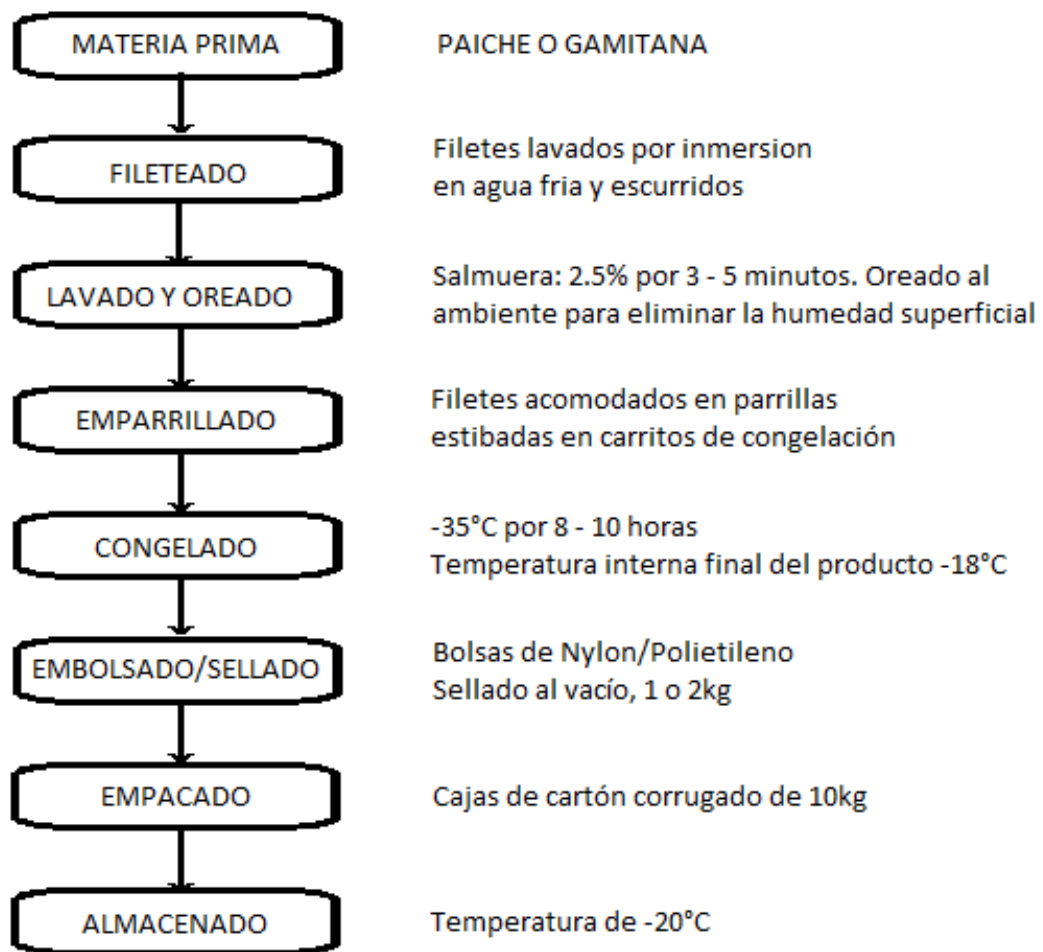 MATERIA PRIMA
PAICHE O GAMITANA
FILETEADO
Filetes lavados por inmersion
en agua fria y escurridos
LAVADO Y OREADO
Salmuera: 2.5% por 3 - 5 minutos. Oreado al
ambiente para eliminar la humedad superficial
EMPARRILLADO
Filetes acomodados en parrillas
estibadas en carritos de congelación
CONGELADO
-35°C por 8 - 10 horas
Temperatura interna final del producto -18°C
EMBOLSADO/SELLADO
Bolsas de Nylon/Polietileno
Sellado al vacío, 1 o 2kg
EMPACADO
Cajas de cartón corrugado de 10kg
ALMACENADO
Temperatura de -20°C